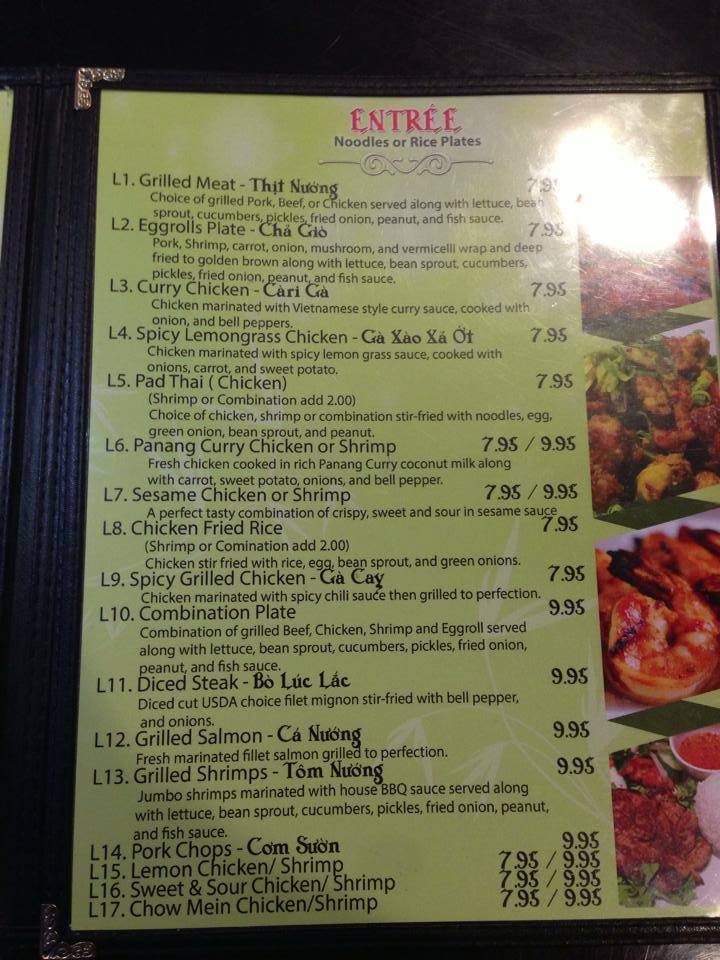 ENTRÉE
Noodles or Rice Plates
L1. Grilled Meat - Thịt Nướng 7.95
Choice of grilled Pork, Beef, or Chicken served along with lettuce, bean
sprout, cucumbers, pickles, fried onion, peanut, and fish sauce.
L2. Eggrolls Plate - Chả Giò 7.95
Pork, Shrimp, carrot, onion, mushroom, and vermicelli wrap and deep
fried to golden brown along with lettuce, bean sprout, cucumbers,
pickles, fried onion, peanut, and fish sauce.
L3. Curry Chicken - Càri Gà 7.95
Chicken marinated with Vietnamese style curry sauce, cooked with
onion, and bell peppers.
L4. Spicy Lemongrass Chicken - Gà Xào Xả Ớt 7.95
Chicken marinated with spicy lemon grass sauce, cooked with
onions, carrot, and sweet potato.
L5. Pad Thai ( Chicken) 7.95
(Shrimp or Combination add 2.00)
Choice of chicken, shrimp or combination stir-fried with noodles, egg,
green onion, bean sprout, and peanut.
L6. Panang Curry Chicken or Shrimp 7.95 / 9.95
Fresh chicken cooked in rich Panang Curry coconut milk along
with carrot, sweet potato, onions, and bell pepper.
L7. Sesame Chicken or Shrimp 7.95 / 9.95
A perfect tasty combination of crispy, sweet and sour in sesame sauce
L8. Chicken Fried Rice 7.95
(Shrimp or Comination add 2.00)
Chicken stir fried with rice, egg, bean sprout, and green onions.
L9. Spicy Grilled Chicken - Gà Cay 7.95
Chicken marinated with spicy chili sauce then grilled to perfection.
L10. Combination Plate 9.95
Combination of grilled Beef, Chicken, Shrimp and Eggroll served
along with lettuce, bean sprout, cucumbers, pickles, fried onion,
peanut, and fish sauce.
L11. Diced Steak - Bò Lúc Lắc 9.95
Diced cut USDA choice filet mignon stir-fried with bell pepper,
and onions.
L12. Grilled Salmon - Cá Nướng 9.95
Fresh marinated fillet salmon grilled to perfection.
L13. Grilled Shrimps - Tôm Nướng 9.95
Jumbo shrimps marinated with house BBQ sauce served along
with lettuce, bean sprout, cucumbers, pickles, fried onion, peanut,
and fish sauce.
L14. Pork Chops - Cơm Sườn 9.95
L15. Lemon Chicken/ Shrimp 7.95 / 9.95
L16. Sweet & Sour Chicken/ Shrimp 7.95 / 9.95
L17. Chow Mein Chicken/Shrimp 7.95 / 9.95